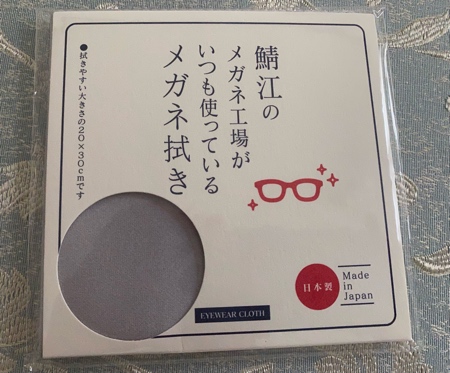 鯖江の
メガネ工場が
いつも使っている
メガネ拭き
●拭きやすい大きさの20×30cmです
日本製
Made
in
Japan
EYEWEAR CLOTH